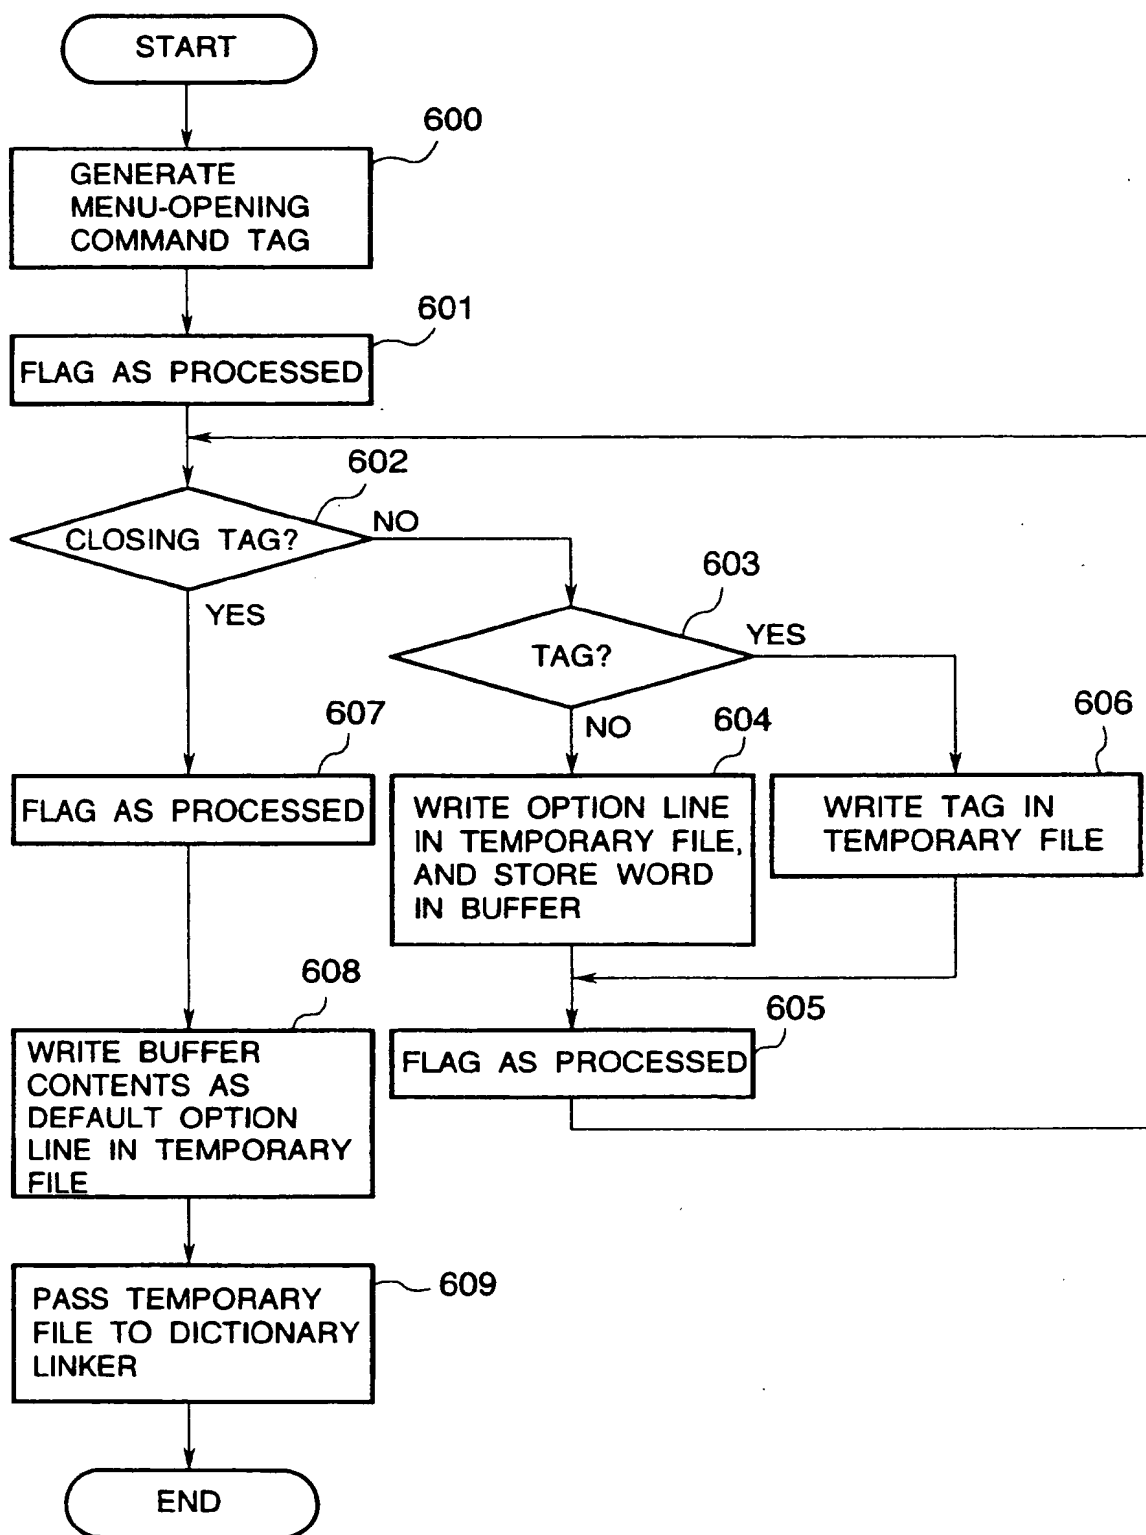 START
600
GENERATE
MENU-OPENING
COMMAND TAG
601
FLAG AS PROCESSED
602
CLOSING TAG?
NO
YES
603
TAG?
YES
NO
604
WRITE OPTION LINE
IN TEMPORARY FILE,
AND STORE WORD
IN BUFFER
606
WRITE TAG IN
TEMPORARY FILE
607
FLAG AS PROCESSED
605
FLAG AS PROCESSED
608
WRITE BUFFER
CONTENTS AS
DEFAULT OPTION
LINE IN TEMPORARY
FILE
609
PASS TEMPORARY
FILE TO DICTIONARY
LINKER
END